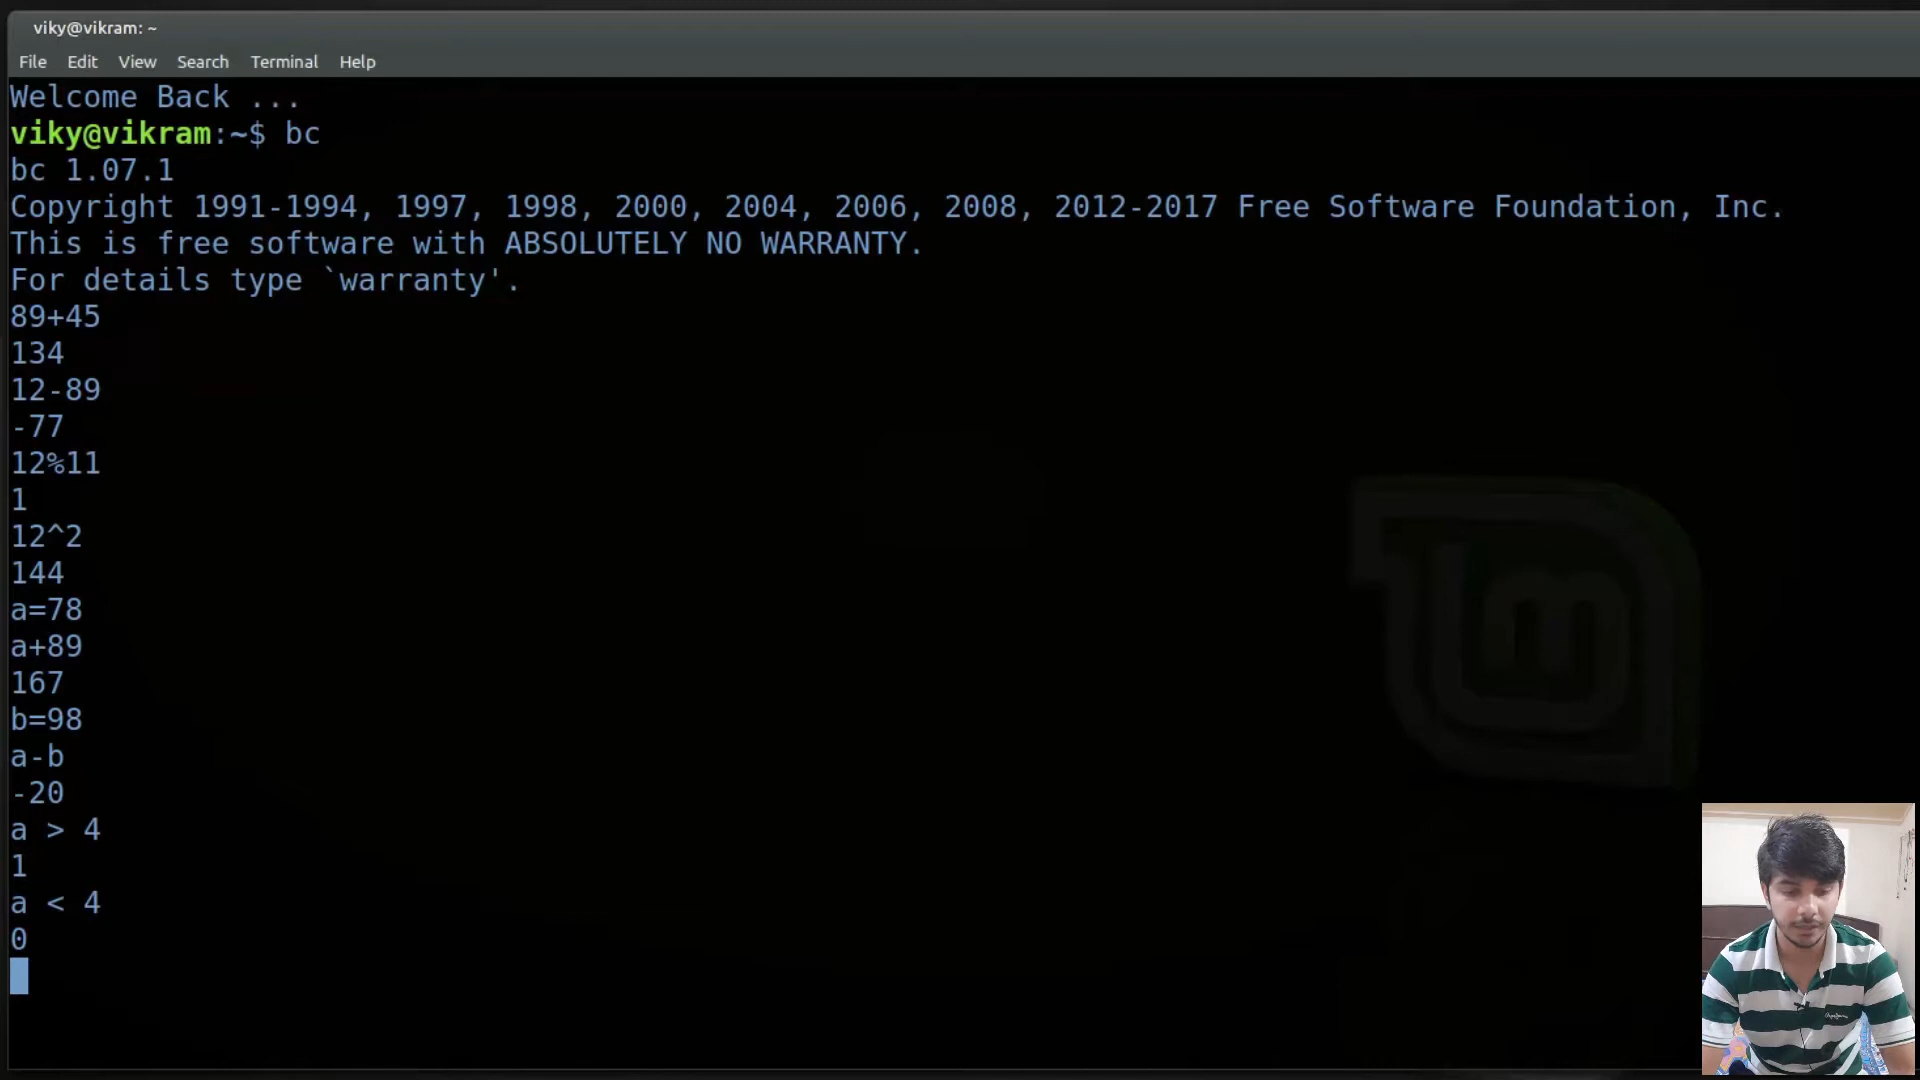 viky@vikram: ~
File Edit View Search Terminal Help
Welcome Back ...
viky@vikram:~$ bc
bc 1.07.1
Copyright 1991-1994, 1997, 1998, 2000, 2004, 2006, 2008, 2012-2017 Free Software Foundation, Inc.
This is free software with ABSOLUTELY NO WARRANTY.
For details type `warranty'.
89+45
134
12-89
-77
12%11
1
12^2
144
a=78
a+89
167
b=98
a-b
-20
a > 4
1
a < 4
0